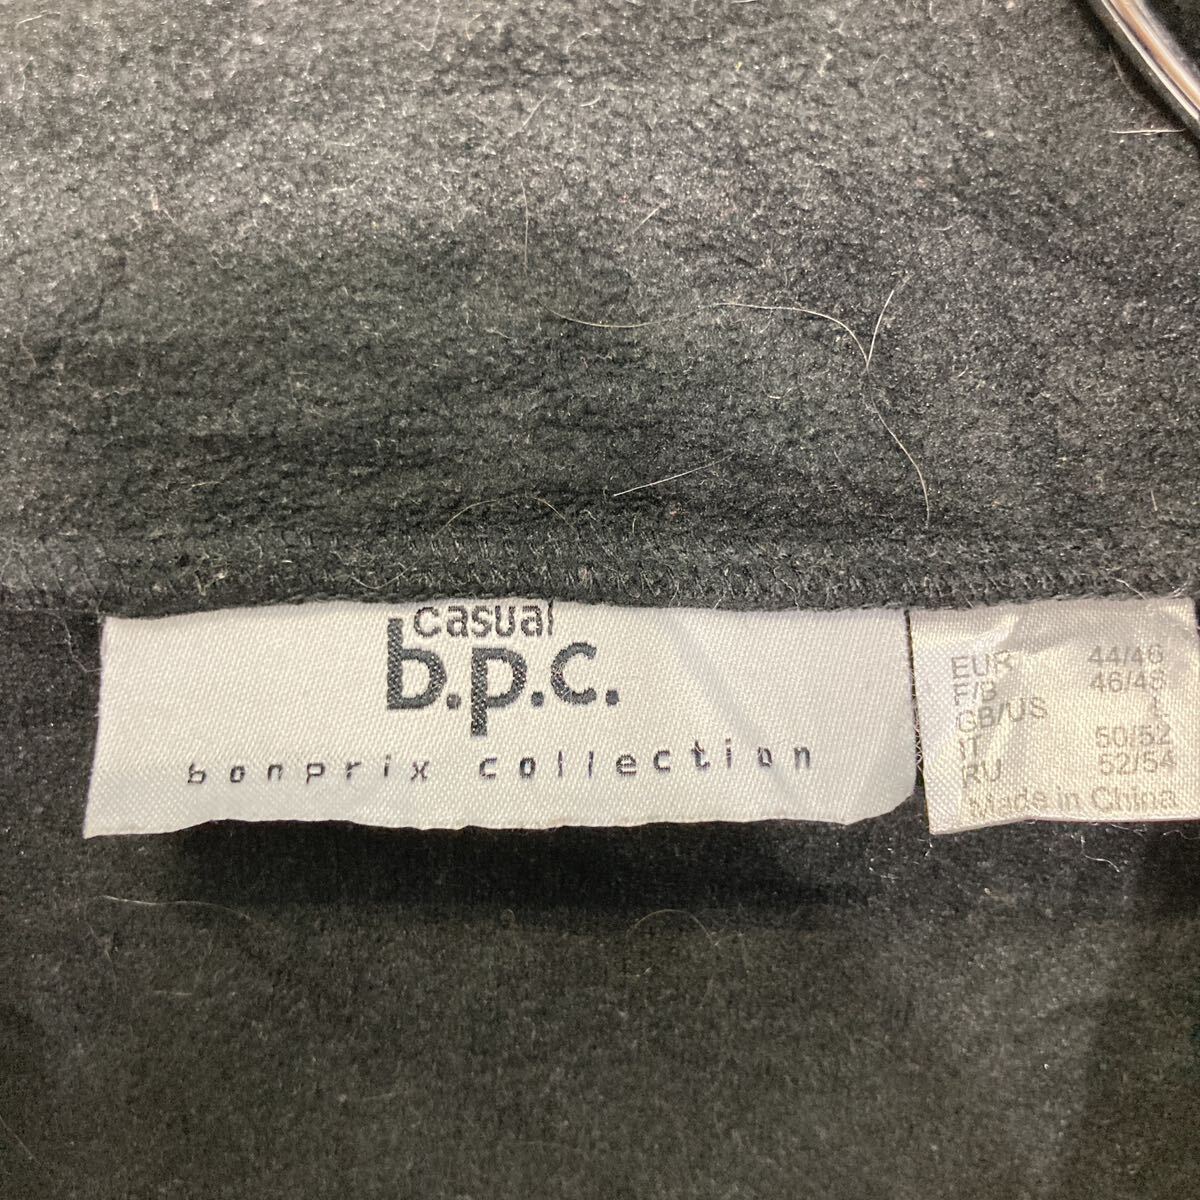 casual
b.p.c.
bonprix collection
EUR 44/46
F/B 46/48
GB/US L
IT 50/52
RU 52/54
Made in China